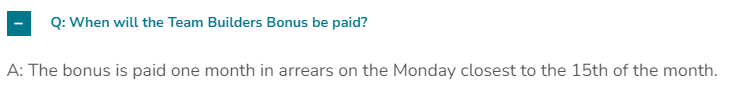 Q: When will the Team Builders Bonus be paid?
A: The bonus is paid one month in arrears on the Monday closest to the 15th of the month.